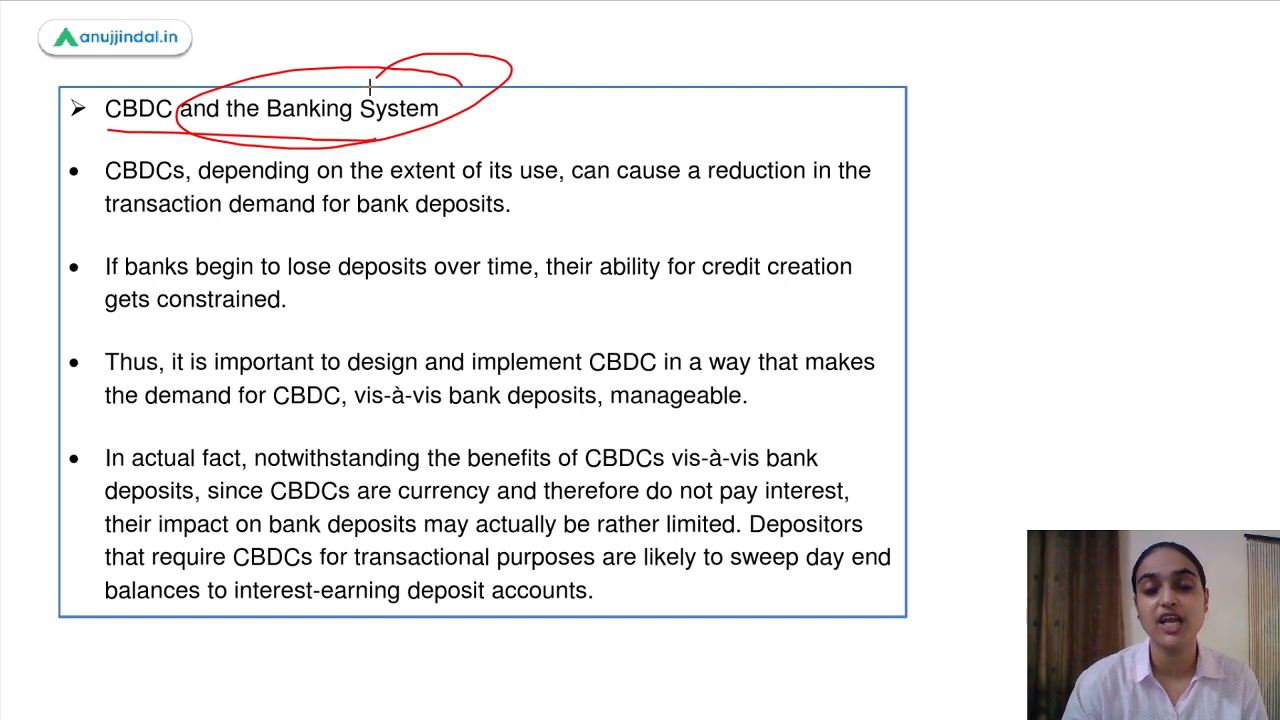 anujjindal.in
➢ CBDC and the Banking System
• CBDCs, depending on the extent of its use, can cause a reduction in the
transaction demand for bank deposits.
• If banks begin to lose deposits over time, their ability for credit creation
gets constrained.
• Thus, it is important to design and implement CBDC in a way that makes
the demand for CBDC, vis-à-vis bank deposits, manageable.
• In actual fact, notwithstanding the benefits of CBDCs vis-à-vis bank
deposits, since CBDCs are currency and therefore do not pay interest,
their impact on bank deposits may actually be rather limited. Depositors
that require CBDCs for transactional purposes are likely to sweep day end
balances to interest-earning deposit accounts.